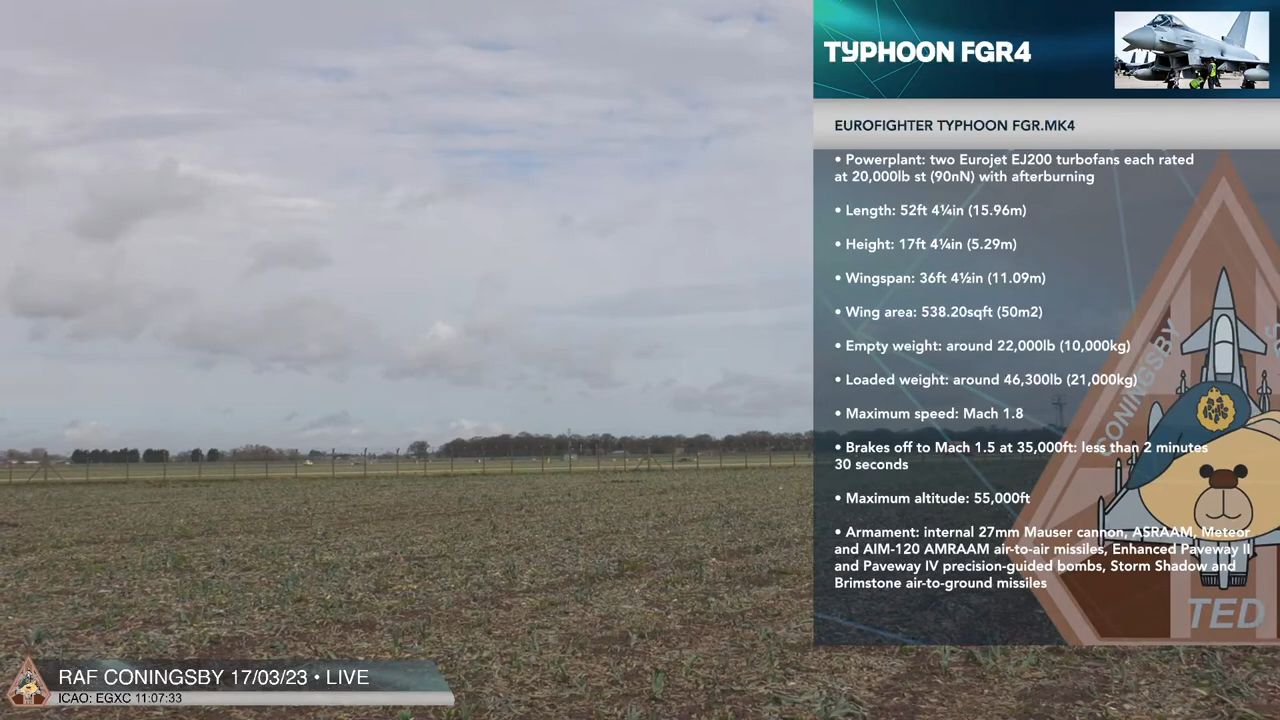 TYPHOON FGR4
EUROFIGHTER TYPHOON FGR.MK4
• Powerplant: two Eurojet EJ200 turbofans each rated
at 20,000lb st (90nN) with afterburning
• Length: 52ft 4¼in (15.96m)
• Height: 17ft 4¼in (5.29m)
• Wingspan: 36ft 4½in (11.09m)
• Wing area: 538.20sqft (50m2)
• Empty weight: around 22,000lb (10,000kg)
• Loaded weight: around 46,300lb (21,000kg)
• Maximum speed: Mach 1.8
• Brakes off to Mach 1.5 at 35,000ft: less than 2 minutes
30 seconds
• Maximum altitude: 55,000ft
• Armament: internal 27mm Mauser cannon, ASRAAM, Meteor
and AIM-120 AMRAAM air-to-air missiles, Enhanced Paveway II
and Paveway IV precision-guided bombs, Storm Shadow and
Brimstone air-to-ground missiles
CONINGSBY
TED
RAF CONINGSBY 17/03/23 • LIVE
ICAO: EGXC 11:07:33